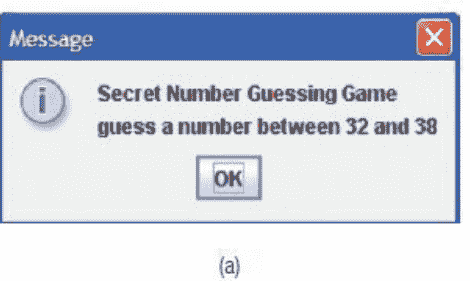 Message
Secret Number Guessing Game
guess a number between 32 and 38
OK
(a)